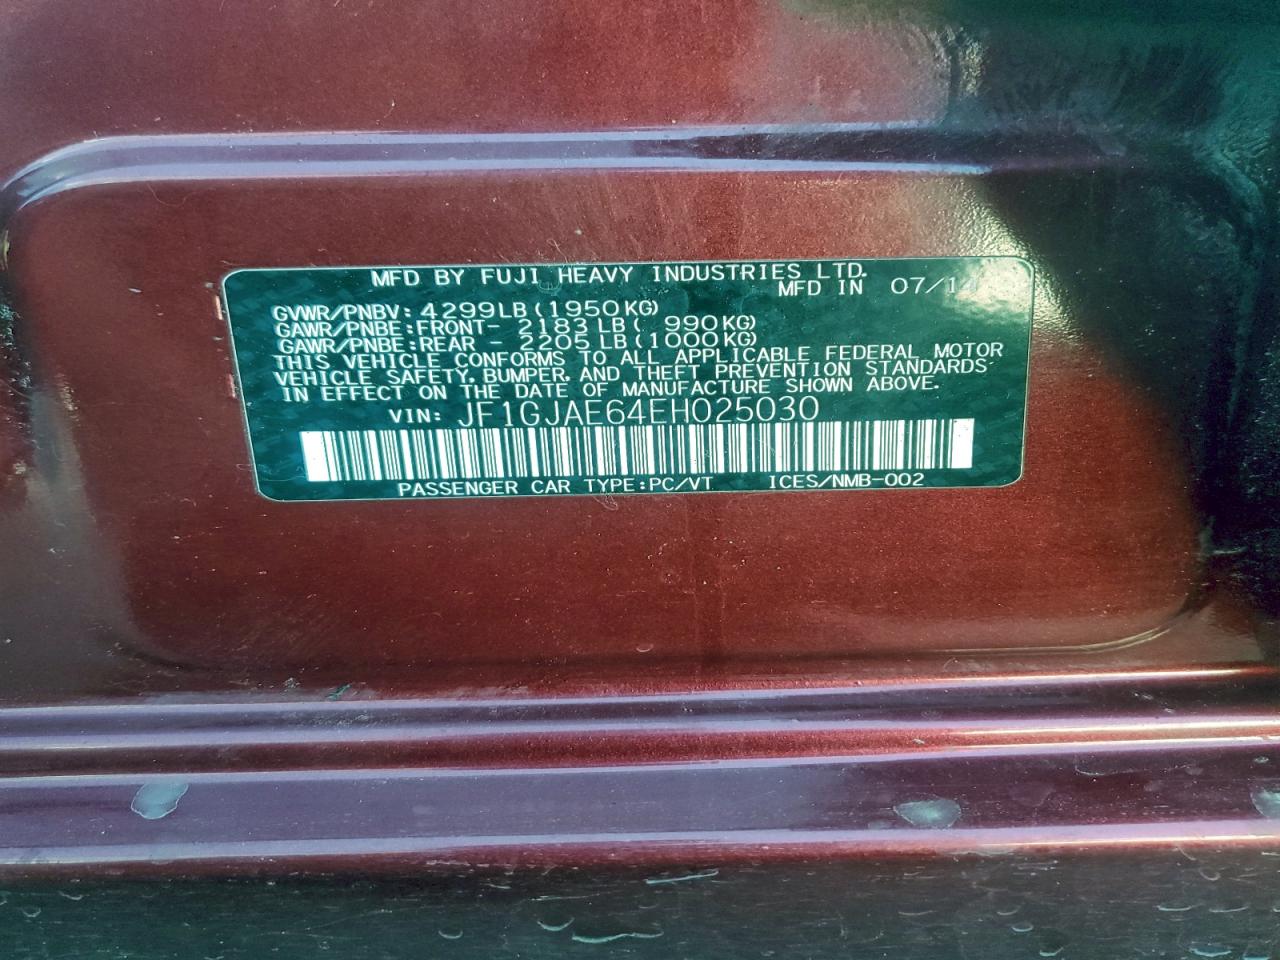 MFD BY FUJI HEAVY INDUSTRIES LTD.
MFD IN 07/14
GVWR/PNBV: 4299LB (1950KG)
GAWR/PNBE:FRONT- 2183 LB ( 990KG)
GAWR/PNBE:REAR - 2205 LB (1000KG)
THIS VEHICLE CONFORMS TO ALL APPLICABLE FEDERAL MOTOR
VEHICLE SAFETY, BUMPER, AND THEFT PREVENTION STANDARDS
IN EFFECT ON THE DATE OF MANUFACTURE SHOWN ABOVE.
VIN: JF1GJAE64EH025030
PASSENGER CAR TYPE:PC/VT ICES/NMB-002